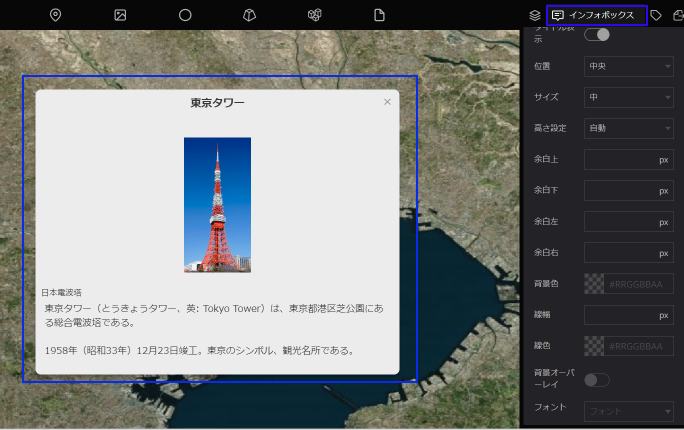 インフォボックス
タイトル表
示
位置
中央
サイズ
中
高さ設定
自動
余白上
px
余白下
px
余白左
px
余白右
px
背景色
#RRGGBBAA
線幅
px
線色
#RRGGBBAA
背景オーバ
ーレイ
フォント
フォント
東京タワー
日本電波塔
東京タワー（とうきょうタワー、英: Tokyo Tower）は、東京都港区芝公園にあ
る総合電波塔である。
1958年（昭和33年）12月23日竣工。東京のシンボル、観光名所である。